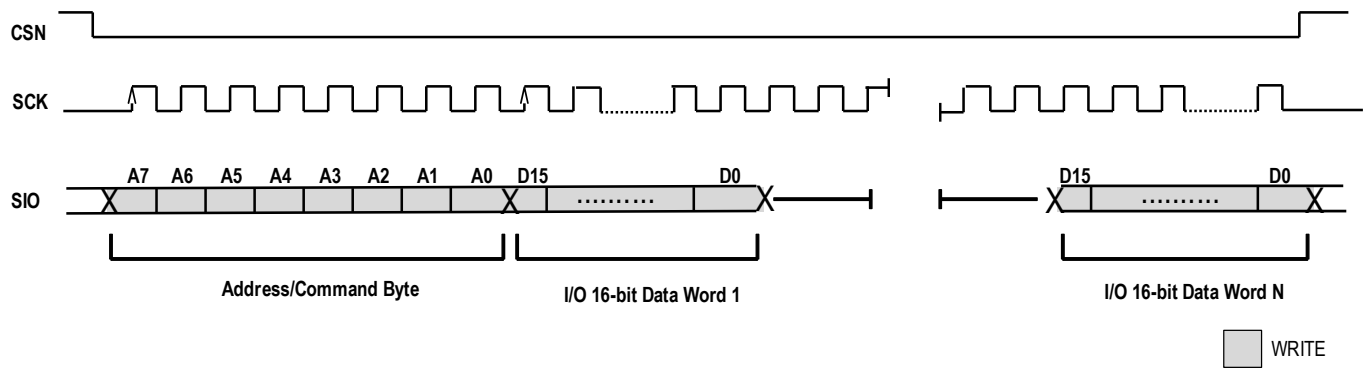 CSN
SCK
A7 A6 A5 A4 A3 A2 A1 A0 D15 D0 D15 D0
SIO .......... ..........
Address/Command Byte I/O 16-bit Data Word 1 I/O 16-bit Data Word N
WRITE